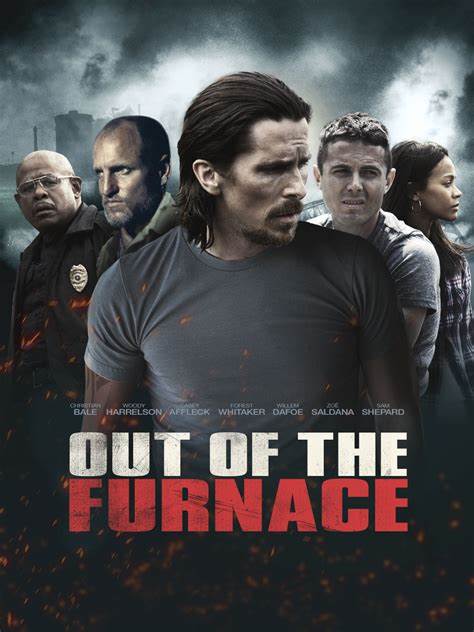 CHRISTIAN WOODY CASEY FOREST WILLEM ZOË SAM
BALE HARRELSON AFFLECK WHITAKER DAFOE SALDANA SHEPARD
OUT OF THE
FURNACE